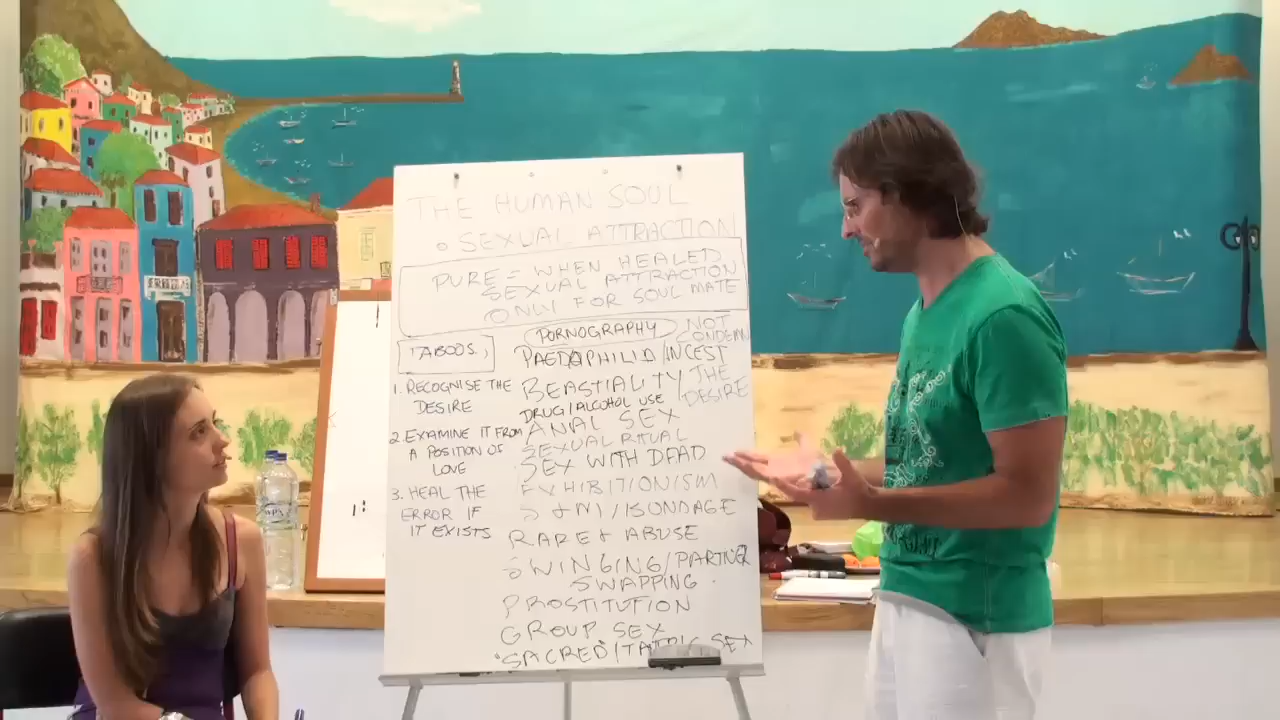 THE HUMAN SOUL
o SEXUAL ATTRACTION
PURE = WHEN HEALED
SEXUAL ATTRACTION
ONLY FOR SOUL MATE
PORNOGRAPHY
NOT
CONDEMN
THE
DESIRE
TABOOS,
1. RECOGNISE THE
DESIRE
2. EXAMINE IT FROM
A POSITION OF
LOVE
3. HEAL THE
ERROR IF
IT EXISTS
PAEDAPHILIA/INCEST
BEASTIALITY
DRUG/ALCOHOL USE
ANAL SEX
SEXUAL RITUAL
SEX WITH DEAD
EXHIBITIONISM
S+M/BONDAGE
RAPE + ABUSE
SWINGING/PARTNER
SWAPPING
PROSTITUTION
GROUP SEX
SACRED/TANTRIC SEX